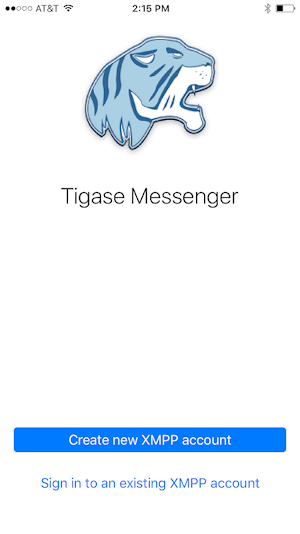 AT&T 2:15 PM
Tigase Messenger
Create new XMPP account
Sign in to an existing XMPP account